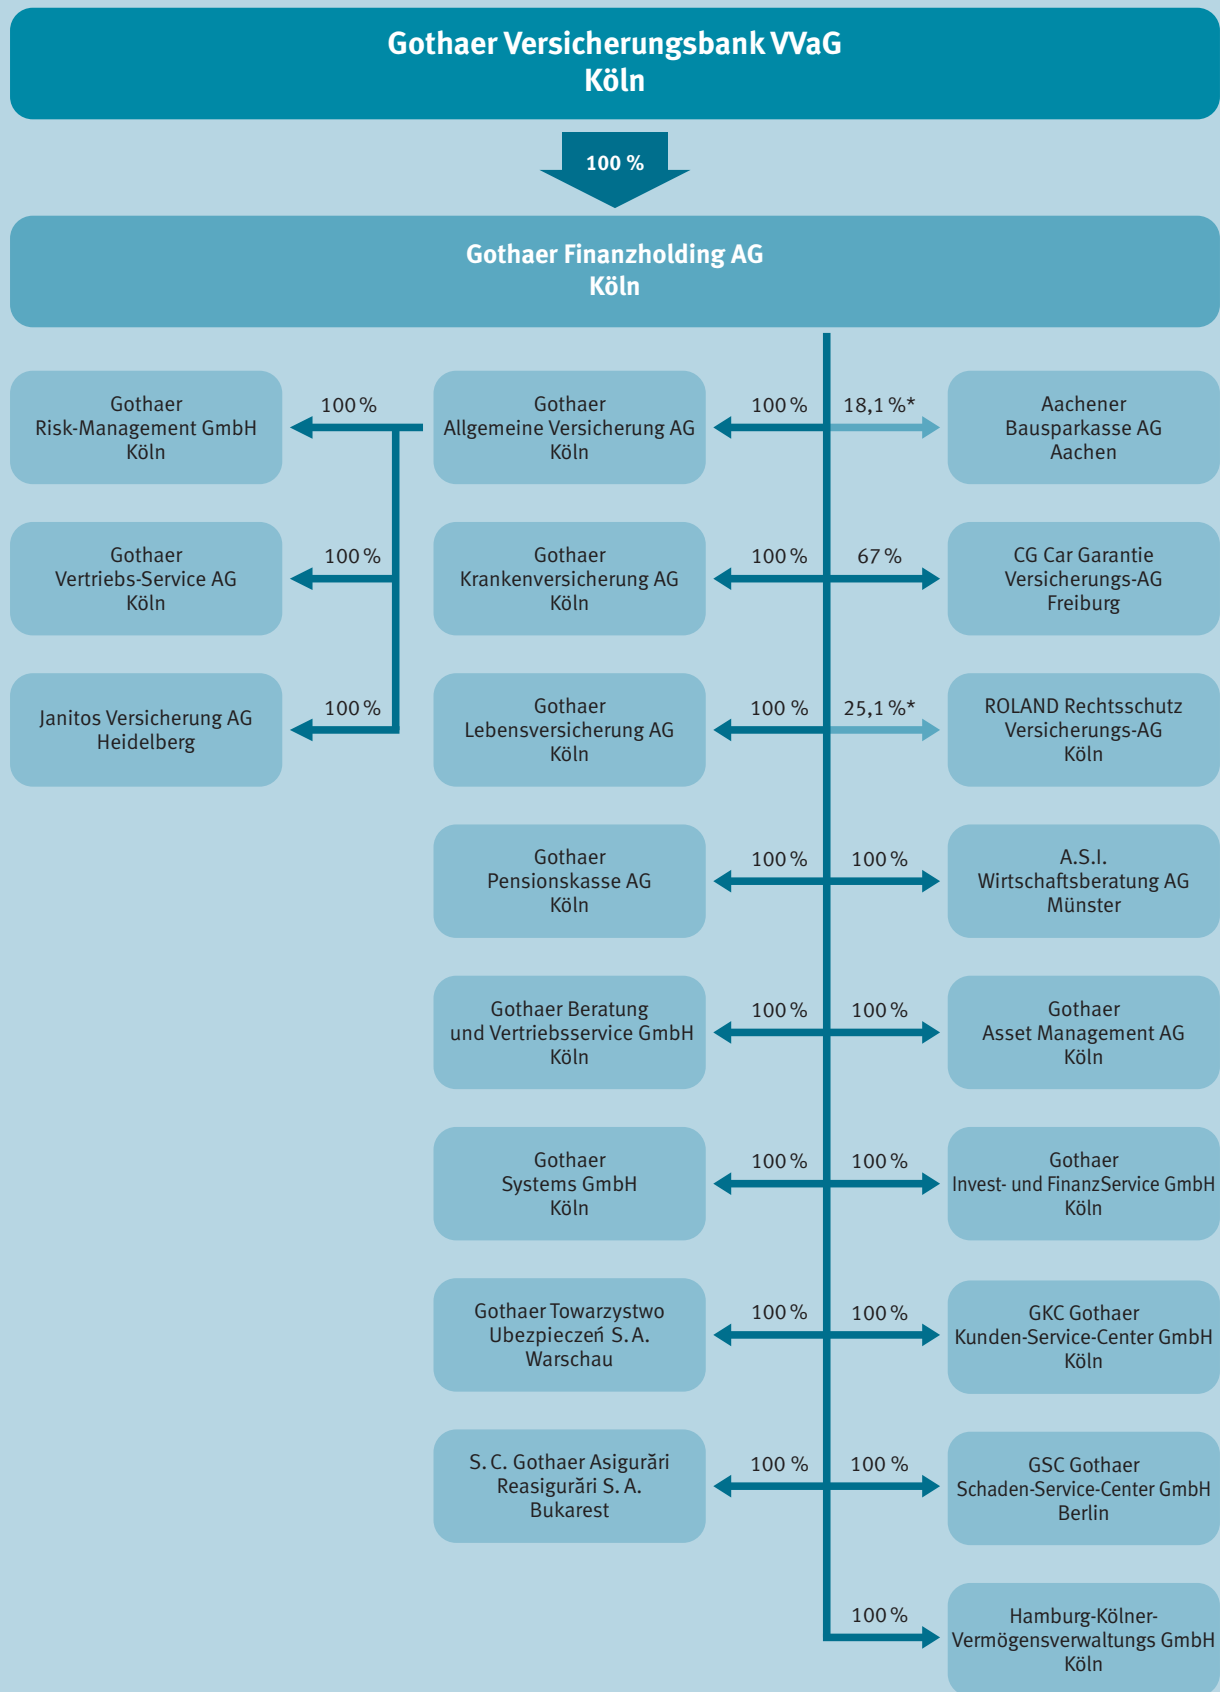 Gothaer Versicherungsbank VVaG
Köln
100 %
Gothaer Finanzholding AG
Köln
Gothaer
Risk-Management GmbH
Köln
100 %
Gothaer
Allgemeine Versicherung AG
Köln
100 %
18,1 %*
Aachener
Bausparkasse AG
Aachen
Gothaer
Vertriebs-Service AG
Köln
100 %
Gothaer
Krankenversicherung AG
Köln
100 %
67 %
CG Car Garantie
Versicherungs-AG
Freiburg
Janitos Versicherung AG
Heidelberg
100 %
Gothaer
Lebensversicherung AG
Köln
100 %
25,1 %*
ROLAND Rechtsschutz
Versicherungs-AG
Köln
Gothaer
Pensionskasse AG
Köln
100 %
100 %
A.S.I.
Wirtschaftsberatung AG
Münster
Gothaer Beratung
und Vertriebsservice GmbH
Köln
100 %
100 %
Gothaer
Asset Management AG
Köln
Gothaer
Systems GmbH
Köln
100 %
100 %
Gothaer
Invest- und FinanzService GmbH
Köln
Gothaer Towarzystwo
Ubezpieczeń S. A.
Warschau
100 %
100 %
GKC Gothaer
Kunden-Service-Center GmbH
Köln
S. C. Gothaer Asigurări
Reasigurări S. A.
Bukarest
100 %
100 %
GSC Gothaer
Schaden-Service-Center GmbH
Berlin
100 %
Hamburg-Kölner-
Vermögensverwaltungs GmbH
Köln